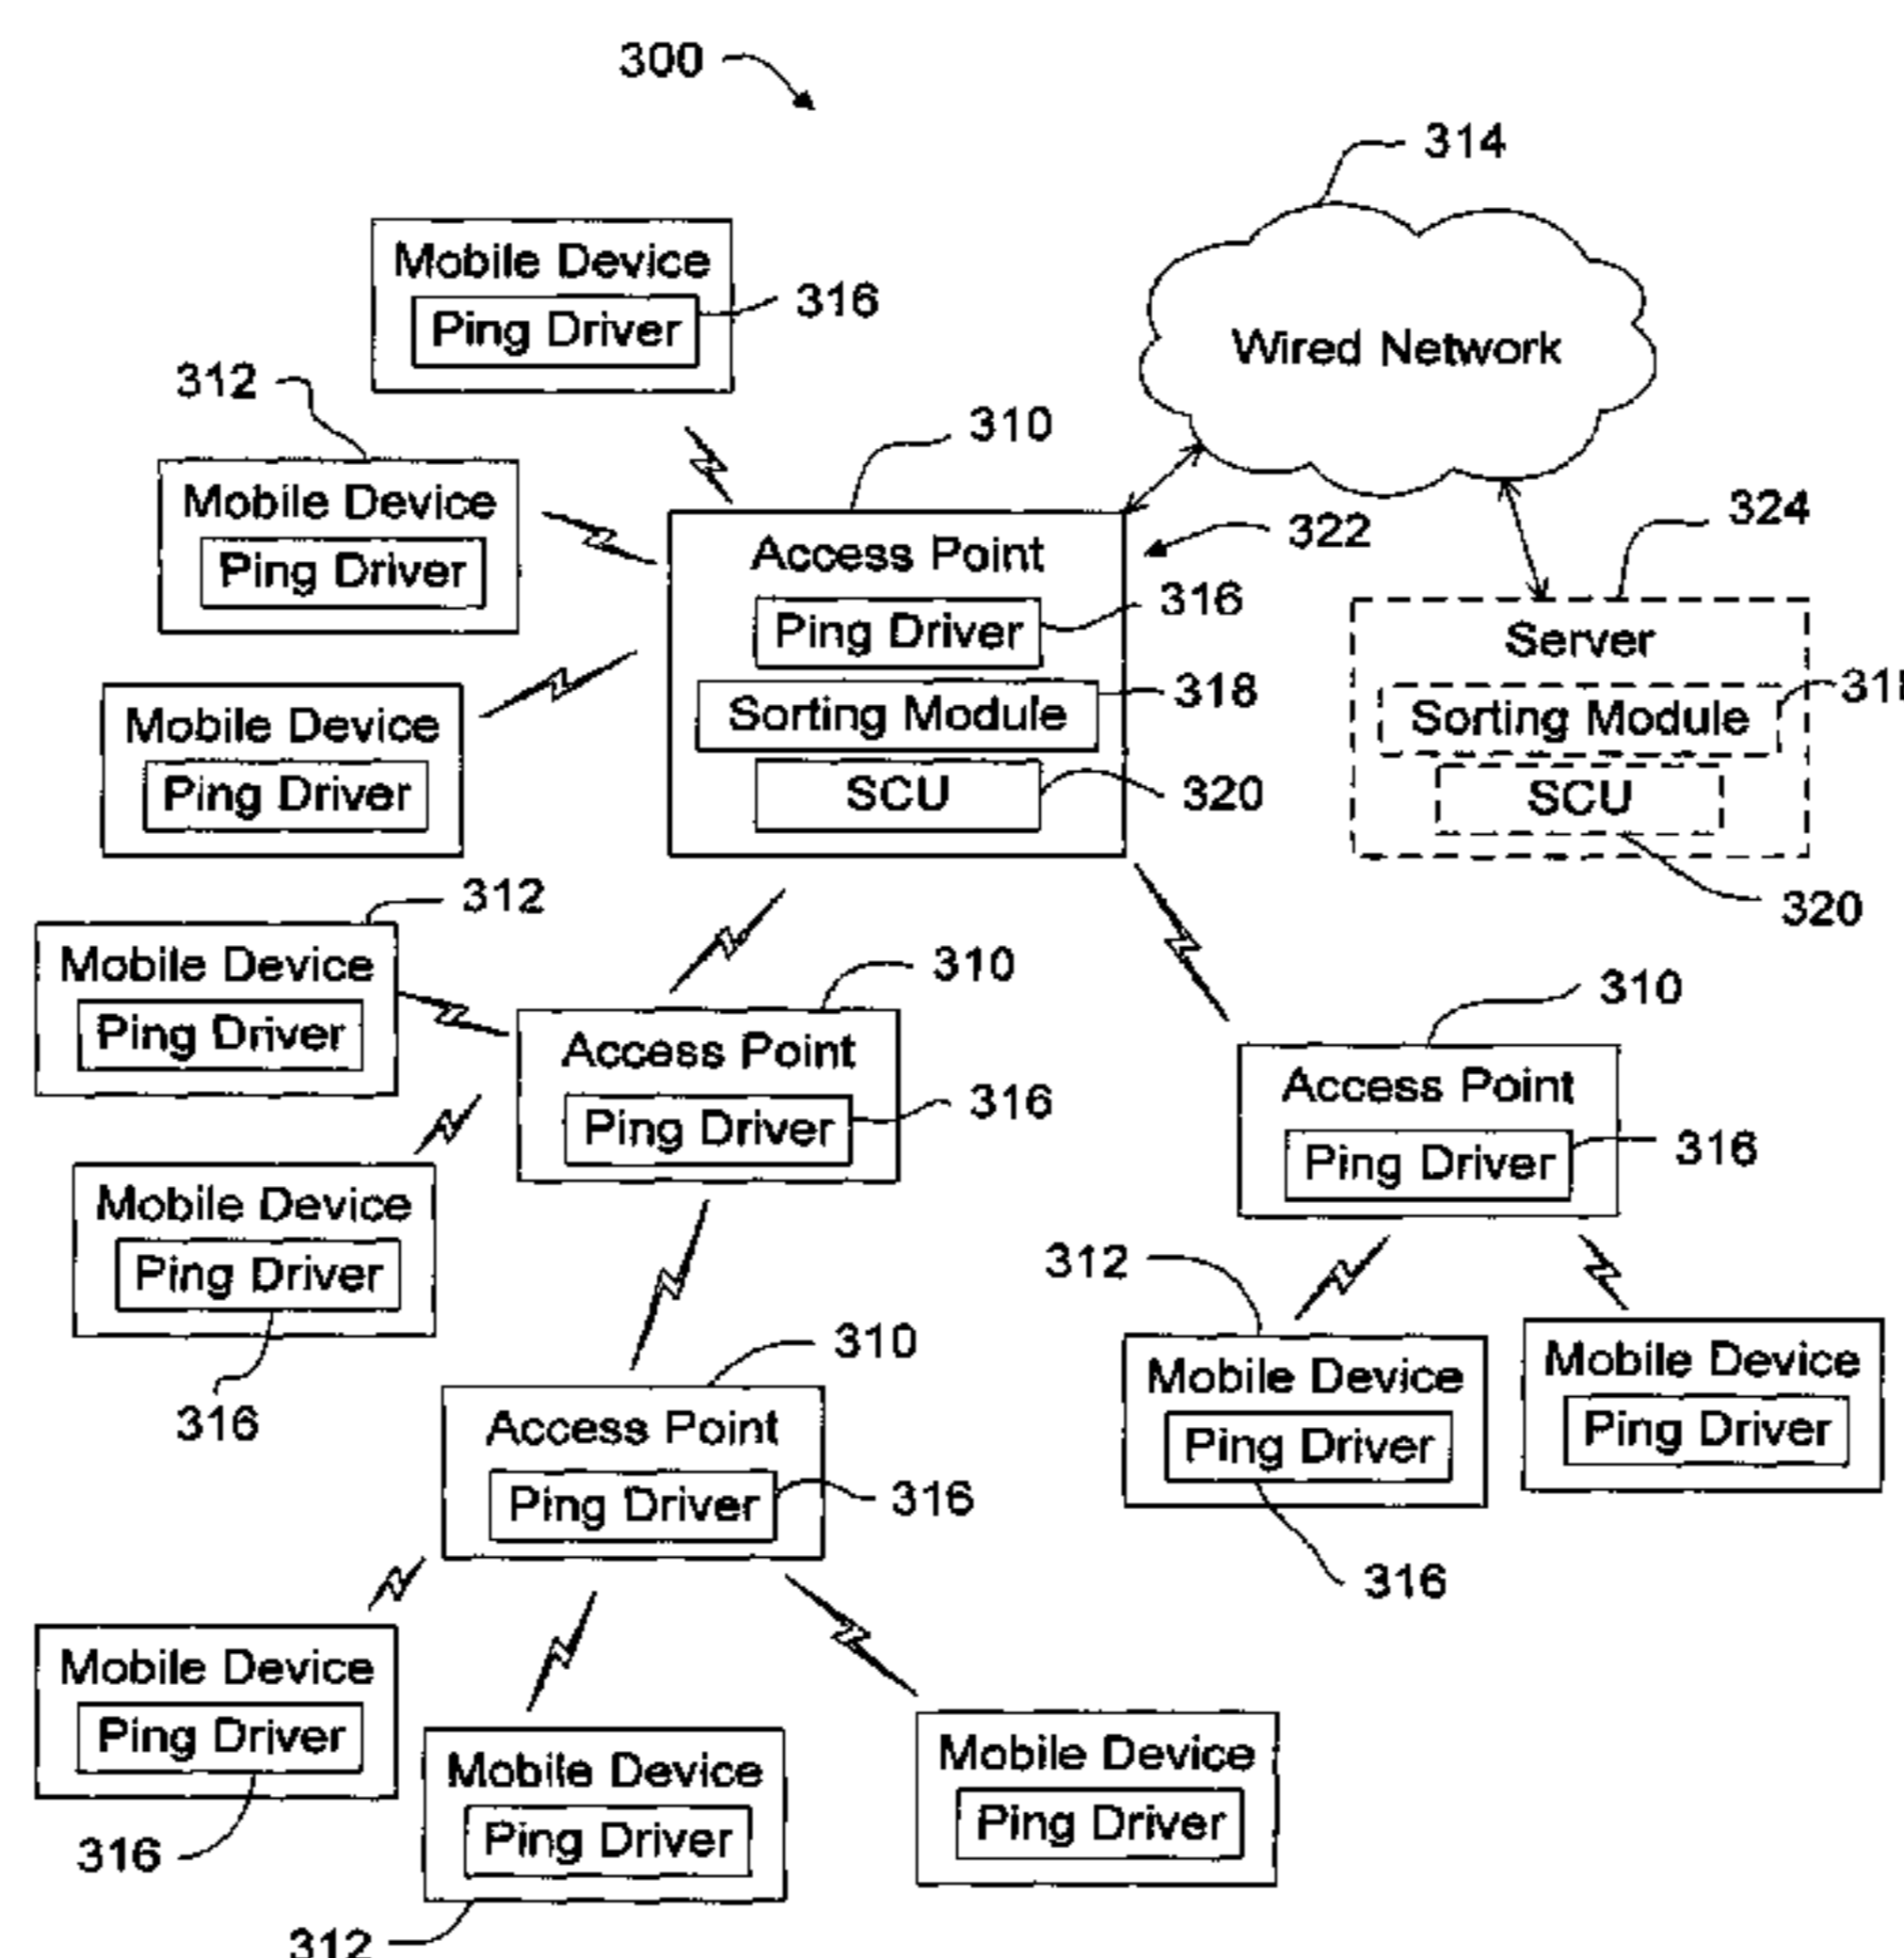 300
314
Mobile Device
Ping Driver
316
Wired Network
312
310
Mobile Device
Ping Driver
322
324
Access Point
Ping Driver
316
Server
Sorting Module
318
Sorting Module
SCU
320
SCU
320
Mobile Device
Ping Driver
312
Mobile Device
Ping Driver
310
Access Point
Ping Driver
316
310
Access Point
Ping Driver
316
Mobile Device
Ping Driver
316
312
Mobile Device
Ping Driver
316
Mobile Device
Ping Driver
310
Access Point
Ping Driver
316
Mobile Device
Ping Driver
316
Mobile Device
Ping Driver
312
Mobile Device
Ping Driver